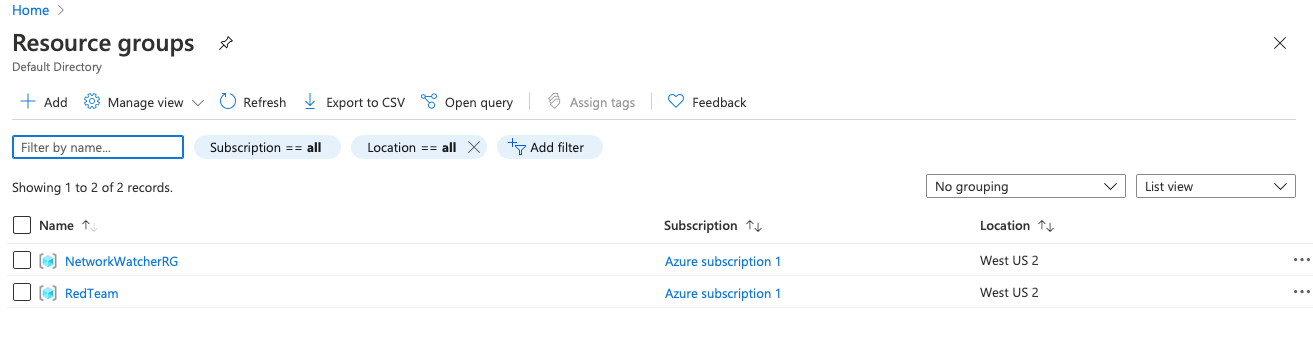 Home
Resource groups
Default Directory
Add Manage view Refresh Export to CSV Open query Assign tags Feedback
Filter by name... Subscription == all Location == all Add filter
Showing 1 to 2 of 2 records. No grouping List view
Name Subscription Location
NetworkWatcherRG Azure subscription 1 West US 2
RedTeam Azure subscription 1 West US 2